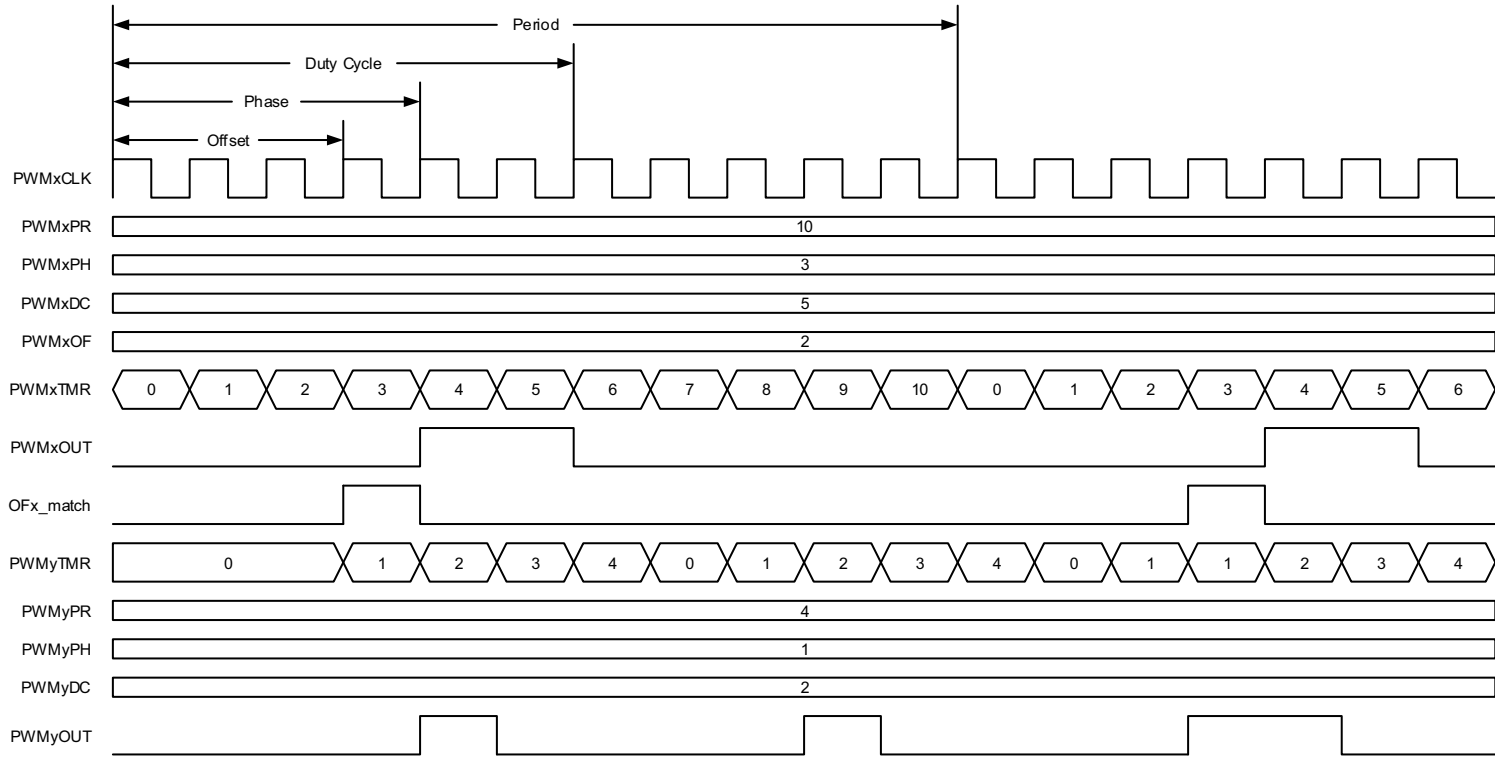 Period
Duty Cycle
Phase
Offset
PWMxCLK
PWMxPR 10
PWMxPH 3
PWMxDC 5
PWMxOF 2
PWMxTMR 0 1 2 3 4 5 6 7 8 9 10 0 1 2 3 4 5 6
PWMxOUT
OFx_match
PWMyTMR 0 1 2 3 4 0 1 2 3 4 0 1 1 2 3 4
PWMyPR 4
PWMyPH 1
PWMyDC 2
PWMyOUT